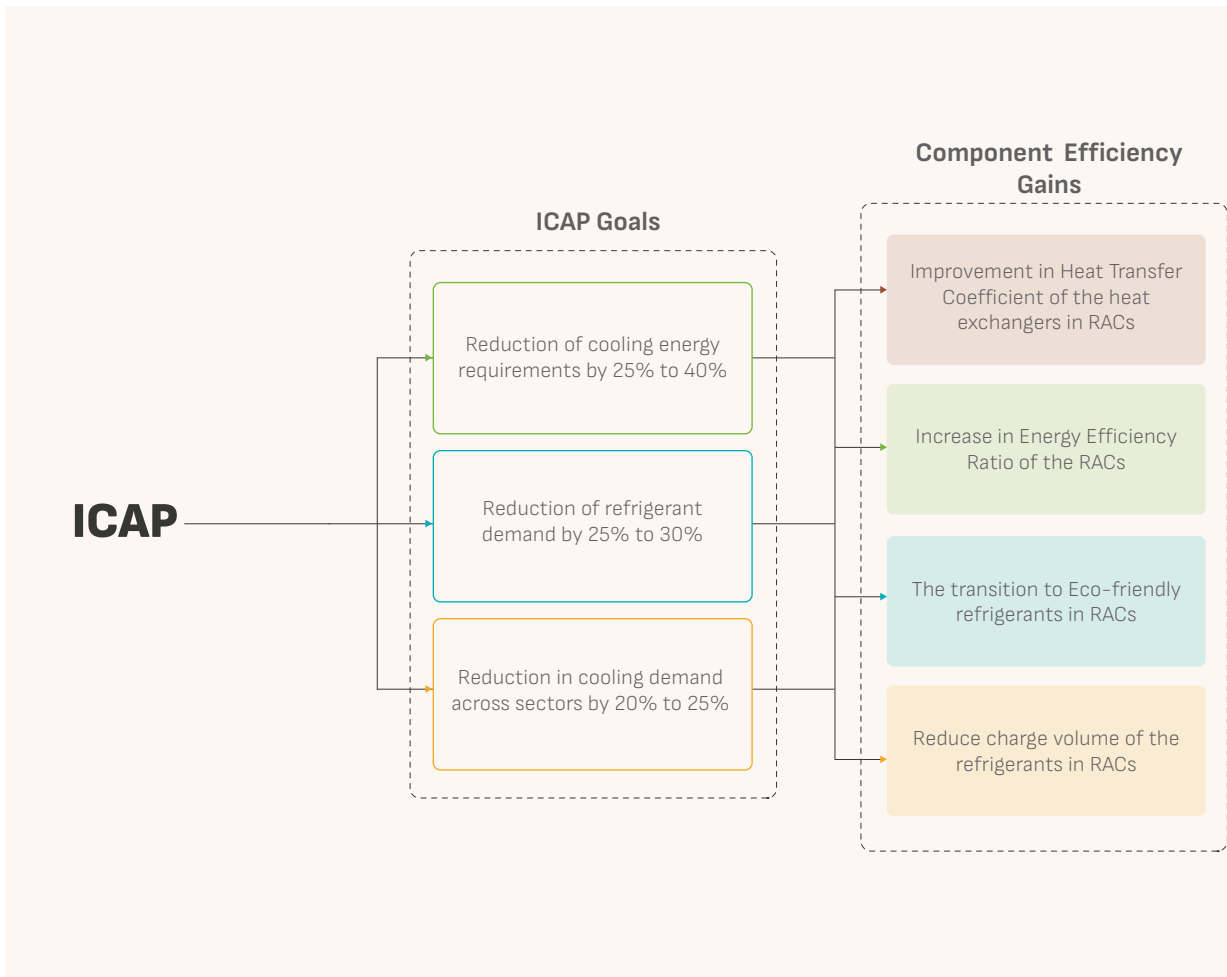 ICAP
ICAP Goals
Reduction of cooling energy
requirements by 25% to 40%
Reduction of refrigerant
demand by 25% to 30%
Reduction in cooling demand
across sectors by 20% to 25%
Component Efficiency
Gains
Improvement in Heat Transfer
Coefficient of the heat
exchangers in RACs
Increase in Energy Efficiency
Ratio of the RACs
The transition to Eco-friendly
refrigerants in RACs
Reduce charge volume of the
refrigerants in RACs